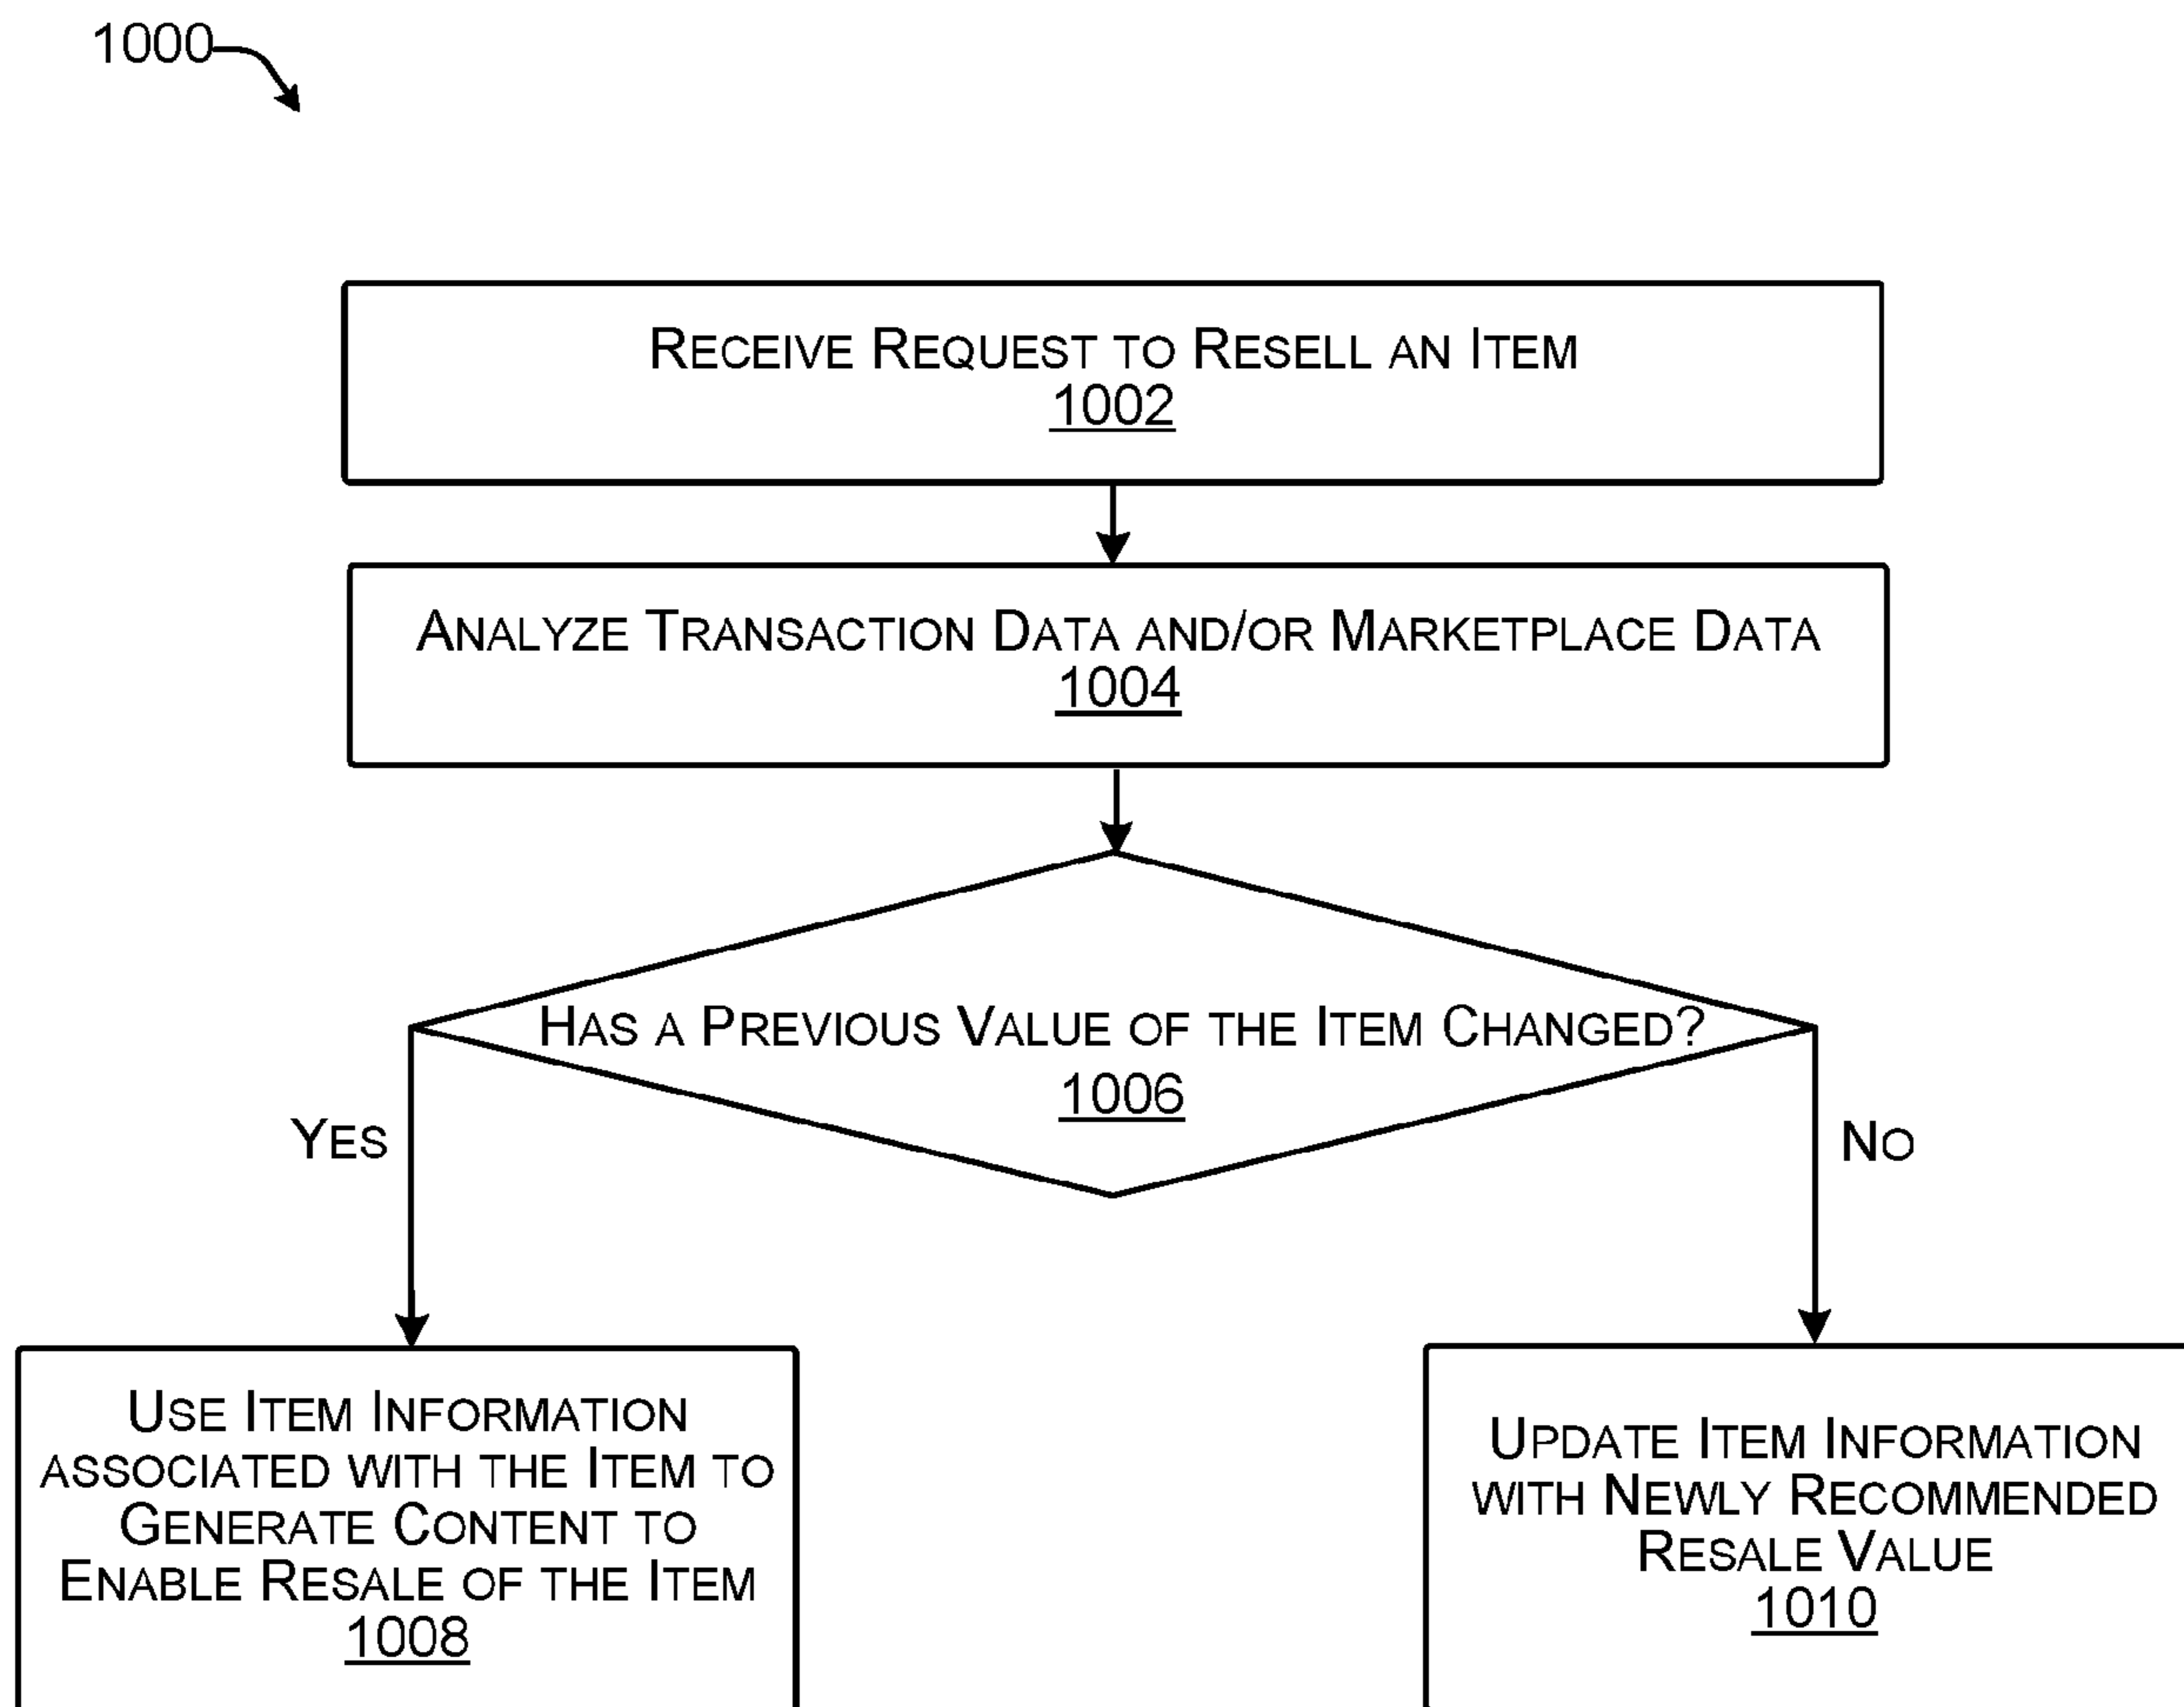 1000
RECEIVE REQUEST TO RESELL AN ITEM
1002
ANALYZE TRANSACTION DATA AND/OR MARKETPLACE DATA
1004
HAS A PREVIOUS VALUE OF THE ITEM CHANGED?
1006
YES
NO
USE ITEM INFORMATION
ASSOCIATED WITH THE ITEM TO
GENERATE CONTENT TO
ENABLE RESALE OF THE ITEM
1008
UPDATE ITEM INFORMATION
WITH NEWLY RECOMMENDED
RESALE VALUE
1010